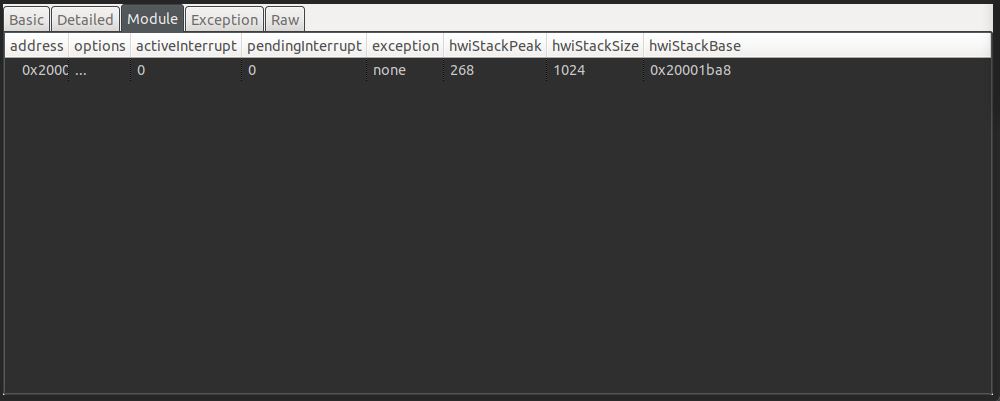 Basic Detailed Module Exception Raw
address options activeInterrupt pendingInterrupt exception hwiStackPeak hwiStackSize hwiStackBase
0x2000 ... 0 0 none 268 1024 0x20001ba8